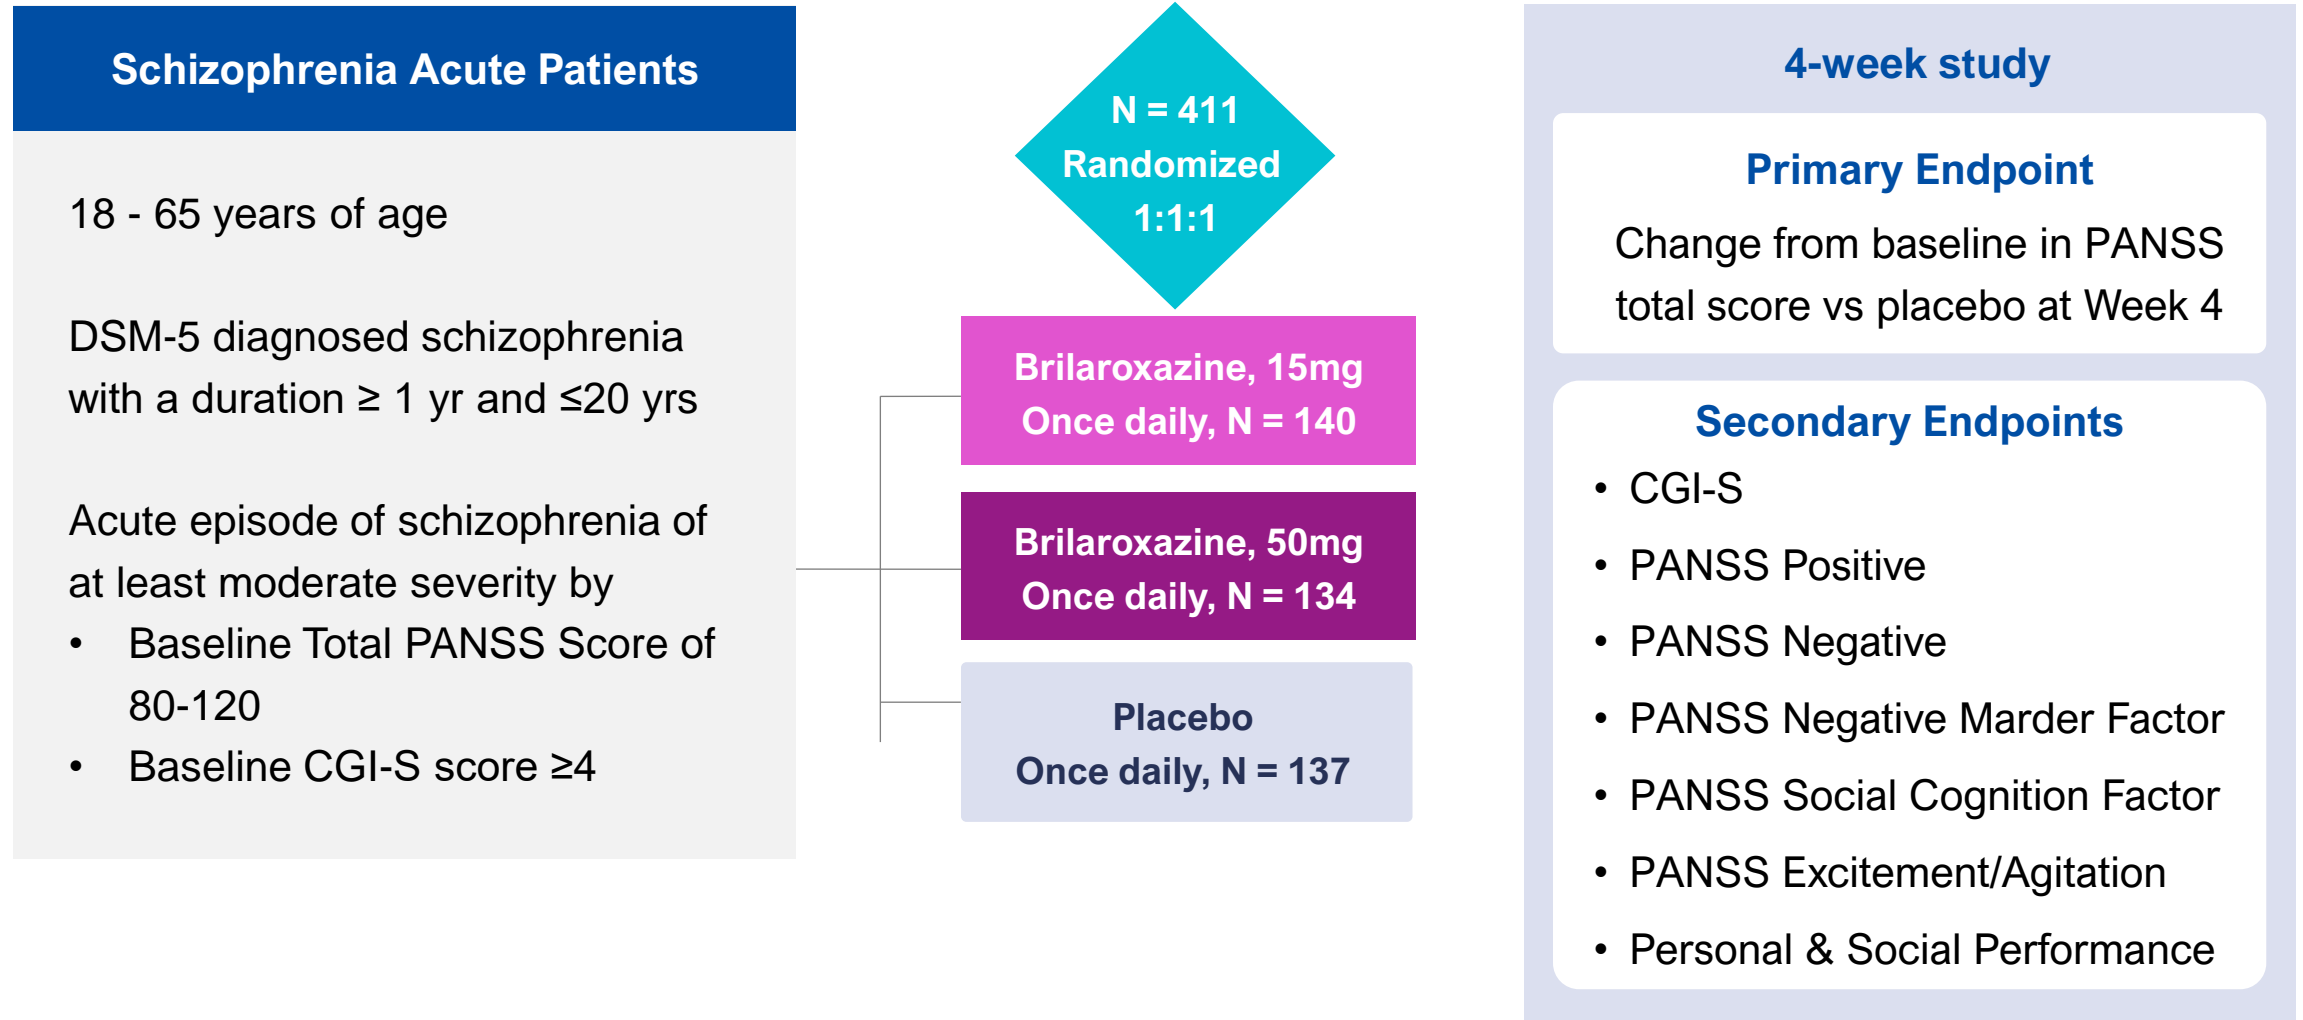 Schizophrenia Acute Patients
18 - 65 years of age
DSM-5 diagnosed schizophrenia
with a duration ≥ 1 yr and ≤20 yrs
Acute episode of schizophrenia of
at least moderate severity by
• Baseline Total PANSS Score of
80-120
• Baseline CGI-S score ≥4
N = 411
Randomized
1:1:1
Brilaroxazine, 15mg
Once daily, N = 140
Brilaroxazine, 50mg
Once daily, N = 134
Placebo
Once daily, N = 137
4-week study
Primary Endpoint
Change from baseline in PANSS
total score vs placebo at Week 4
Secondary Endpoints
• CGI-S
• PANSS Positive
• PANSS Negative
• PANSS Negative Marder Factor
• PANSS Social Cognition Factor
• PANSS Excitement/Agitation
• Personal & Social Performance